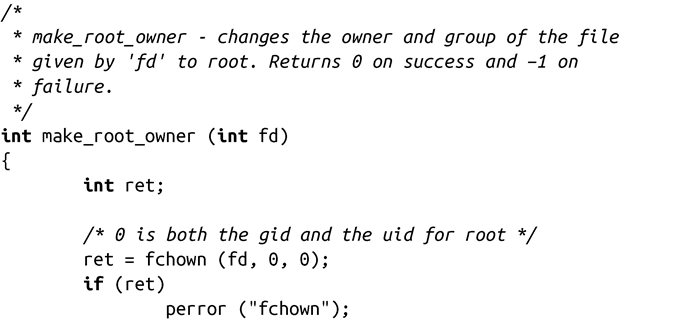 /*
 * make_root_owner - changes the owner and group of the file
 * given by 'fd' to root. Returns 0 on success and −1 on
 * failure.
 */
int make_root_owner (int fd)
{
        int ret;

        /* 0 is both the gid and the uid for root */
        ret = fchown (fd, 0, 0);
        if (ret)
                perror ("fchown");